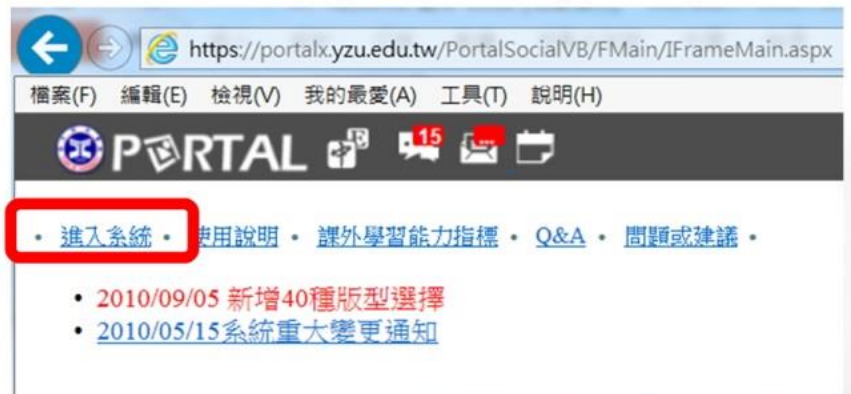 https://portalx.yzu.edu.tw/PortalSocialVB/FMain/IFrameMain.aspx
檔案(F) 編輯(E) 檢視(V) 我的最愛(A) 工具(T) 說明(H)
PORTAL 15
• 進入系統 • 使用說明 • 課外學習能力指標 • Q&A • 問題或建議 •
• 2010/09/05 新增40種版型選擇
• 2010/05/15系統重大變更通知